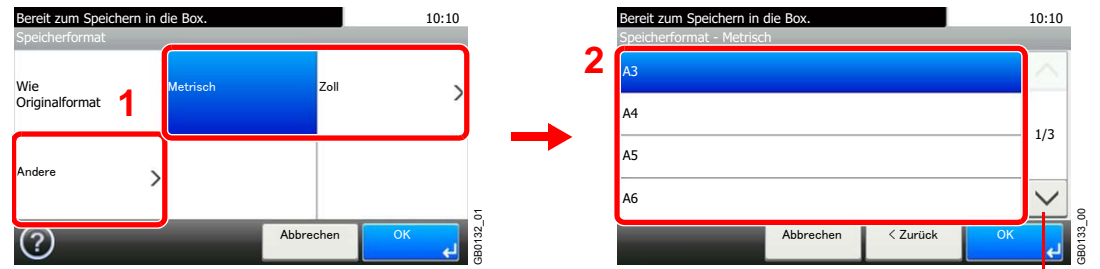 Bereit zum Speichern in die Box.
10:10
Speicherformat
Wie
Originalformat
1
Metrisch
Zoll
Andere
?
Abbrechen
OK
GB0132_01
Bereit zum Speichern in die Box.
10:10
Speicherformat - Metrisch
2
A3
A4
A5
A6
1/3
Abbrechen
< Zurück
OK
GB0133_00